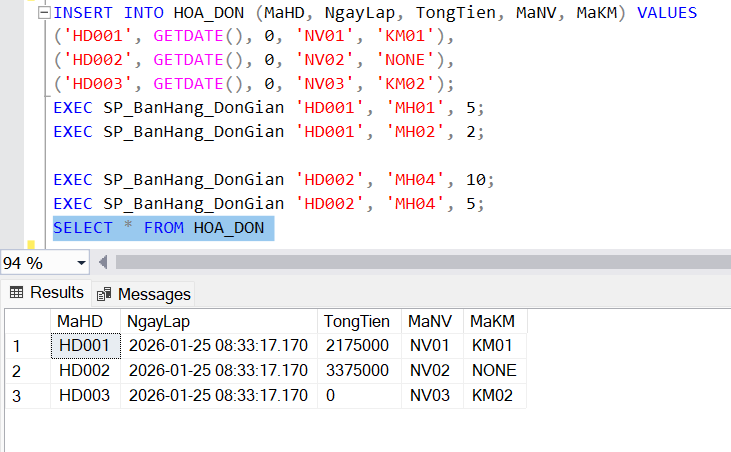 INSERT INTO HOA_DON (MaHD, NgayLap, TongTien, MaNV, MaKM) VALUES
('HD001', GETDATE(), 0, 'NV01', 'KM01'),
('HD002', GETDATE(), 0, 'NV02', 'NONE'),
('HD003', GETDATE(), 0, 'NV03', 'KM02');
EXEC SP_BanHang_DonGian 'HD001', 'MH01', 5;
EXEC SP_BanHang_DonGian 'HD001', 'MH02', 2;
EXEC SP_BanHang_DonGian 'HD002', 'MH04', 10;
EXEC SP_BanHang_DonGian 'HD002', 'MH04', 5;
SELECT * FROM HOA_DON
94 %
Results Messages
MaHD NgayLap TongTien MaNV MaKM
1 HD001 2026-01-25 08:33:17.170 2175000 NV01 KM01
2 HD002 2026-01-25 08:33:17.170 3375000 NV02 NONE
3 HD003 2026-01-25 08:33:17.170 0 NV03 KM02